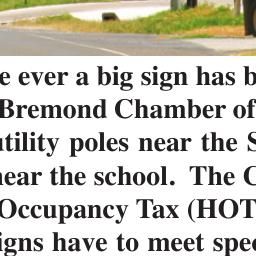 e ever a big sign has b
Bremond Chamber of
utility poles near the S
near the school. The C
Occupancy Tax (HOT
igns have to meet spec